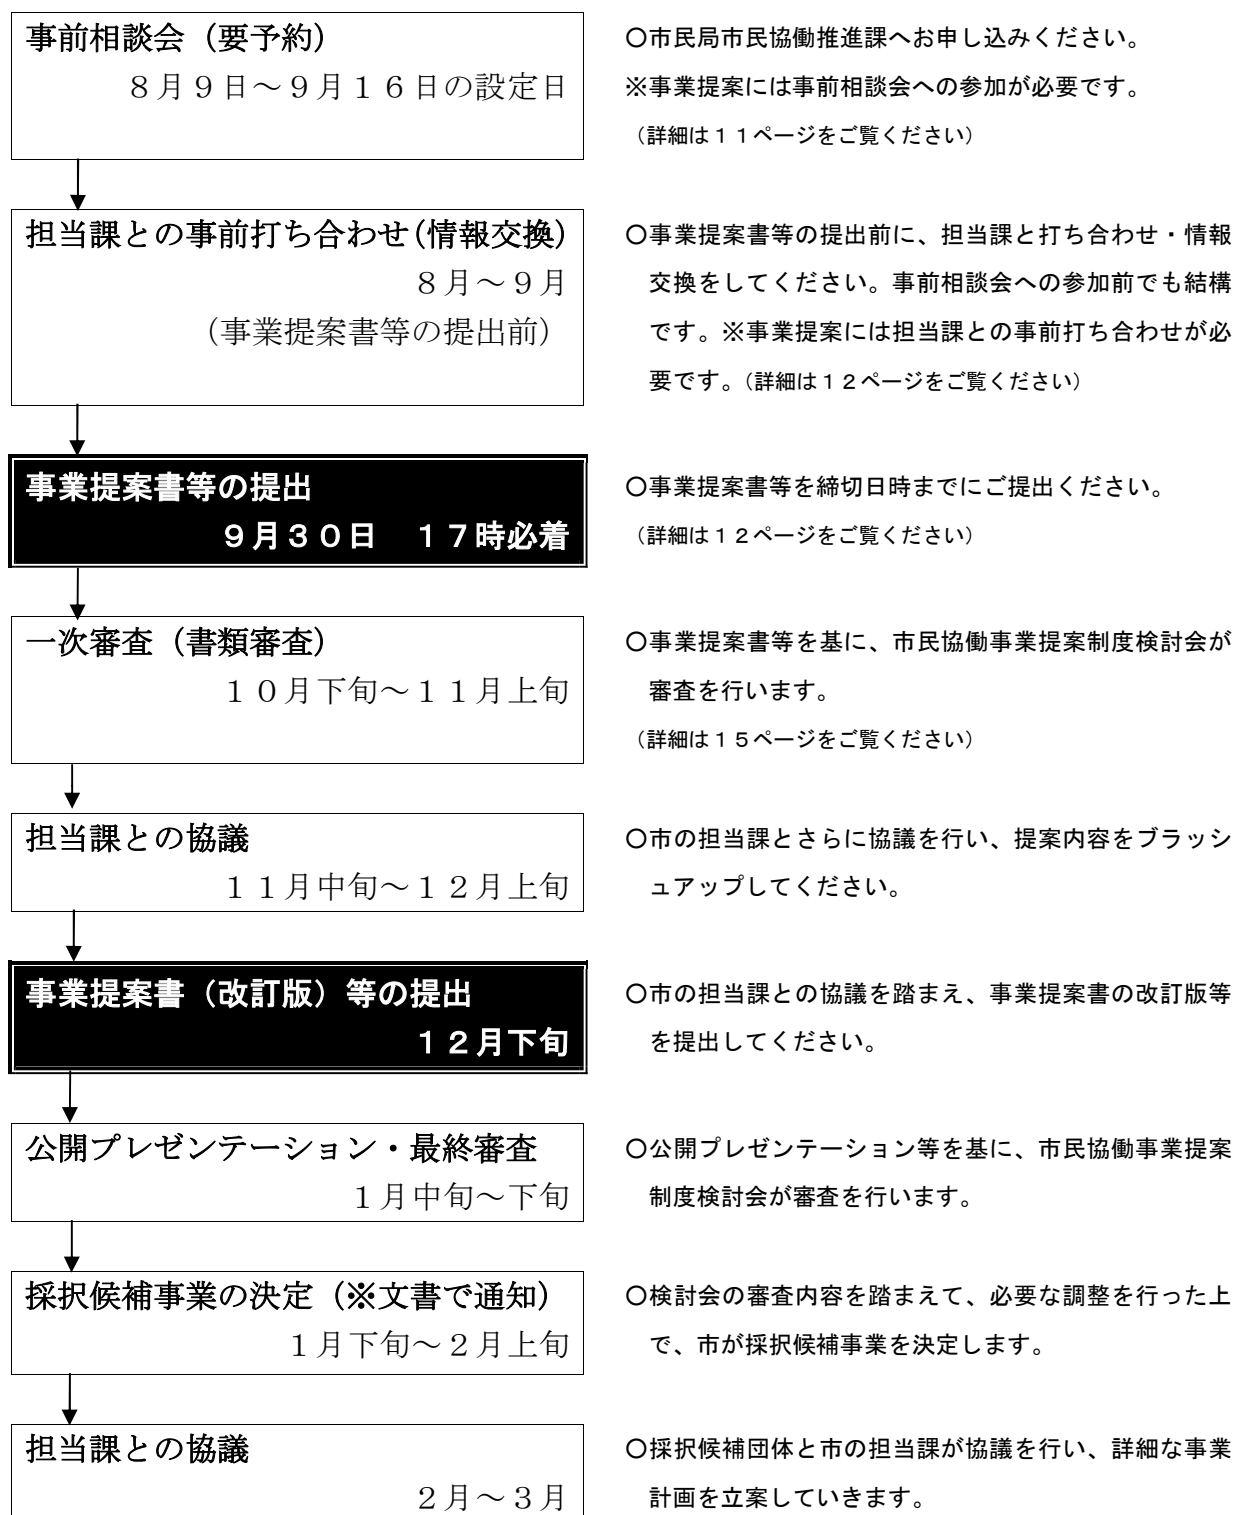 事前相談会（要予約）
８月９日～９月１６日の設定日
〇市民局市民協働推進課へお申し込みください。
※事業提案には事前相談会への参加が必要です。
（詳細は１１ページをご覧ください）
担当課との事前打ち合わせ（情報交換）
８月～９月
（事業提案書等の提出前）
〇事業提案書等の提出前に、担当課と打ち合わせ・情報
交換をしてください。事前相談会への参加前でも結構
です。※事業提案には担当課との事前打ち合わせが必
要です。（詳細は１２ページをご覧ください）
事業提案書等の提出
９月３０日　１７時必着
〇事業提案書等を締切日時までにご提出ください。
（詳細は１２ページをご覧ください）
一次審査（書類審査）
１０月下旬～１１月上旬
〇事業提案書等を基に、市民協働事業提案制度検討会が
審査を行います。
（詳細は１５ページをご覧ください）
担当課との協議
１１月中旬～１２月上旬
〇市の担当課とさらに協議を行い、提案内容をブラッシ
ュアップしてください。
事業提案書（改訂版）等の提出
１２月下旬
〇市の担当課との協議を踏まえ、事業提案書の改訂版等
を提出してください。
公開プレゼンテーション・最終審査
１月中旬～下旬
〇公開プレゼンテーション等を基に、市民協働事業提案
制度検討会が審査を行います。
採択候補事業の決定（※文書で通知）
１月下旬～２月上旬
〇検討会の審査内容を踏まえて、必要な調整を行った上
で、市が採択候補事業を決定します。
担当課との協議
２月～３月
〇採択候補団体と市の担当課が協議を行い、詳細な事業
計画を立案していきます。